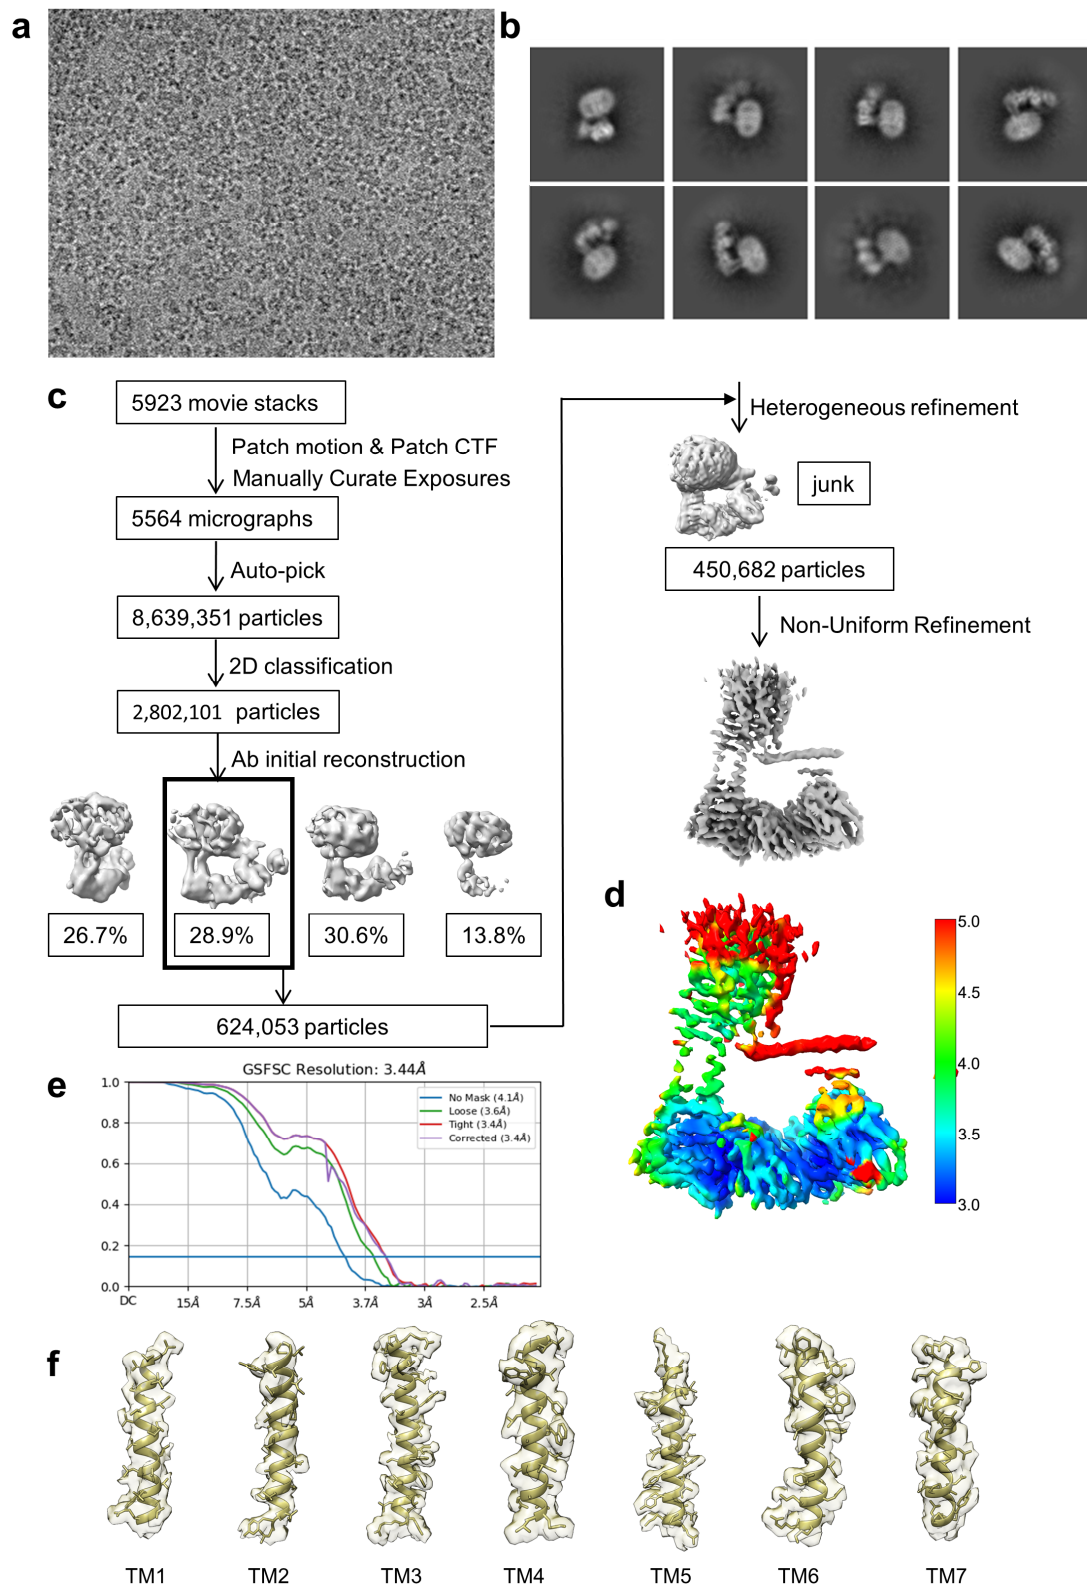 a
b
c
5923 movie stacks
Patch motion & Patch CTF
Manually Curate Exposures
5564 micrographs
Auto-pick
8,639,351 particles
2D classification
2,802,101 particles
Ab initial reconstruction
26.7%
28.9%
30.6%
13.8%
624,053 particles
Heterogeneous refinement
junk
450,682 particles
Non-Uniform Refinement
d
5.0
4.5
4.0
3.5
3.0
e
GSFSC Resolution: 3.44Å
No Mask (4.1Å)
Loose (3.6Å)
Tight (3.4Å)
Corrected (3.4Å)
1.0
0.8
0.6
0.4
0.2
0.0
DC 15Å 7.5Å 5Å 3.7Å 3Å 2.5Å
f
TM1 TM2 TM3 TM4 TM5 TM6 TM7